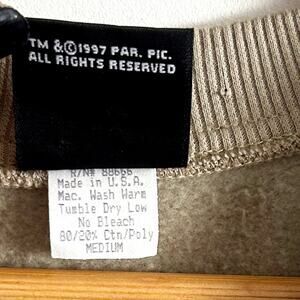 TM &©1997 PAR. PIC.
ALL RIGHTS RESERVED
R/N# 88666
Made in U.S.A.
Mac. Wash Warm
Tumble Dry Low
No Bleach
80/20% Ctn/Poly
MEDIUM